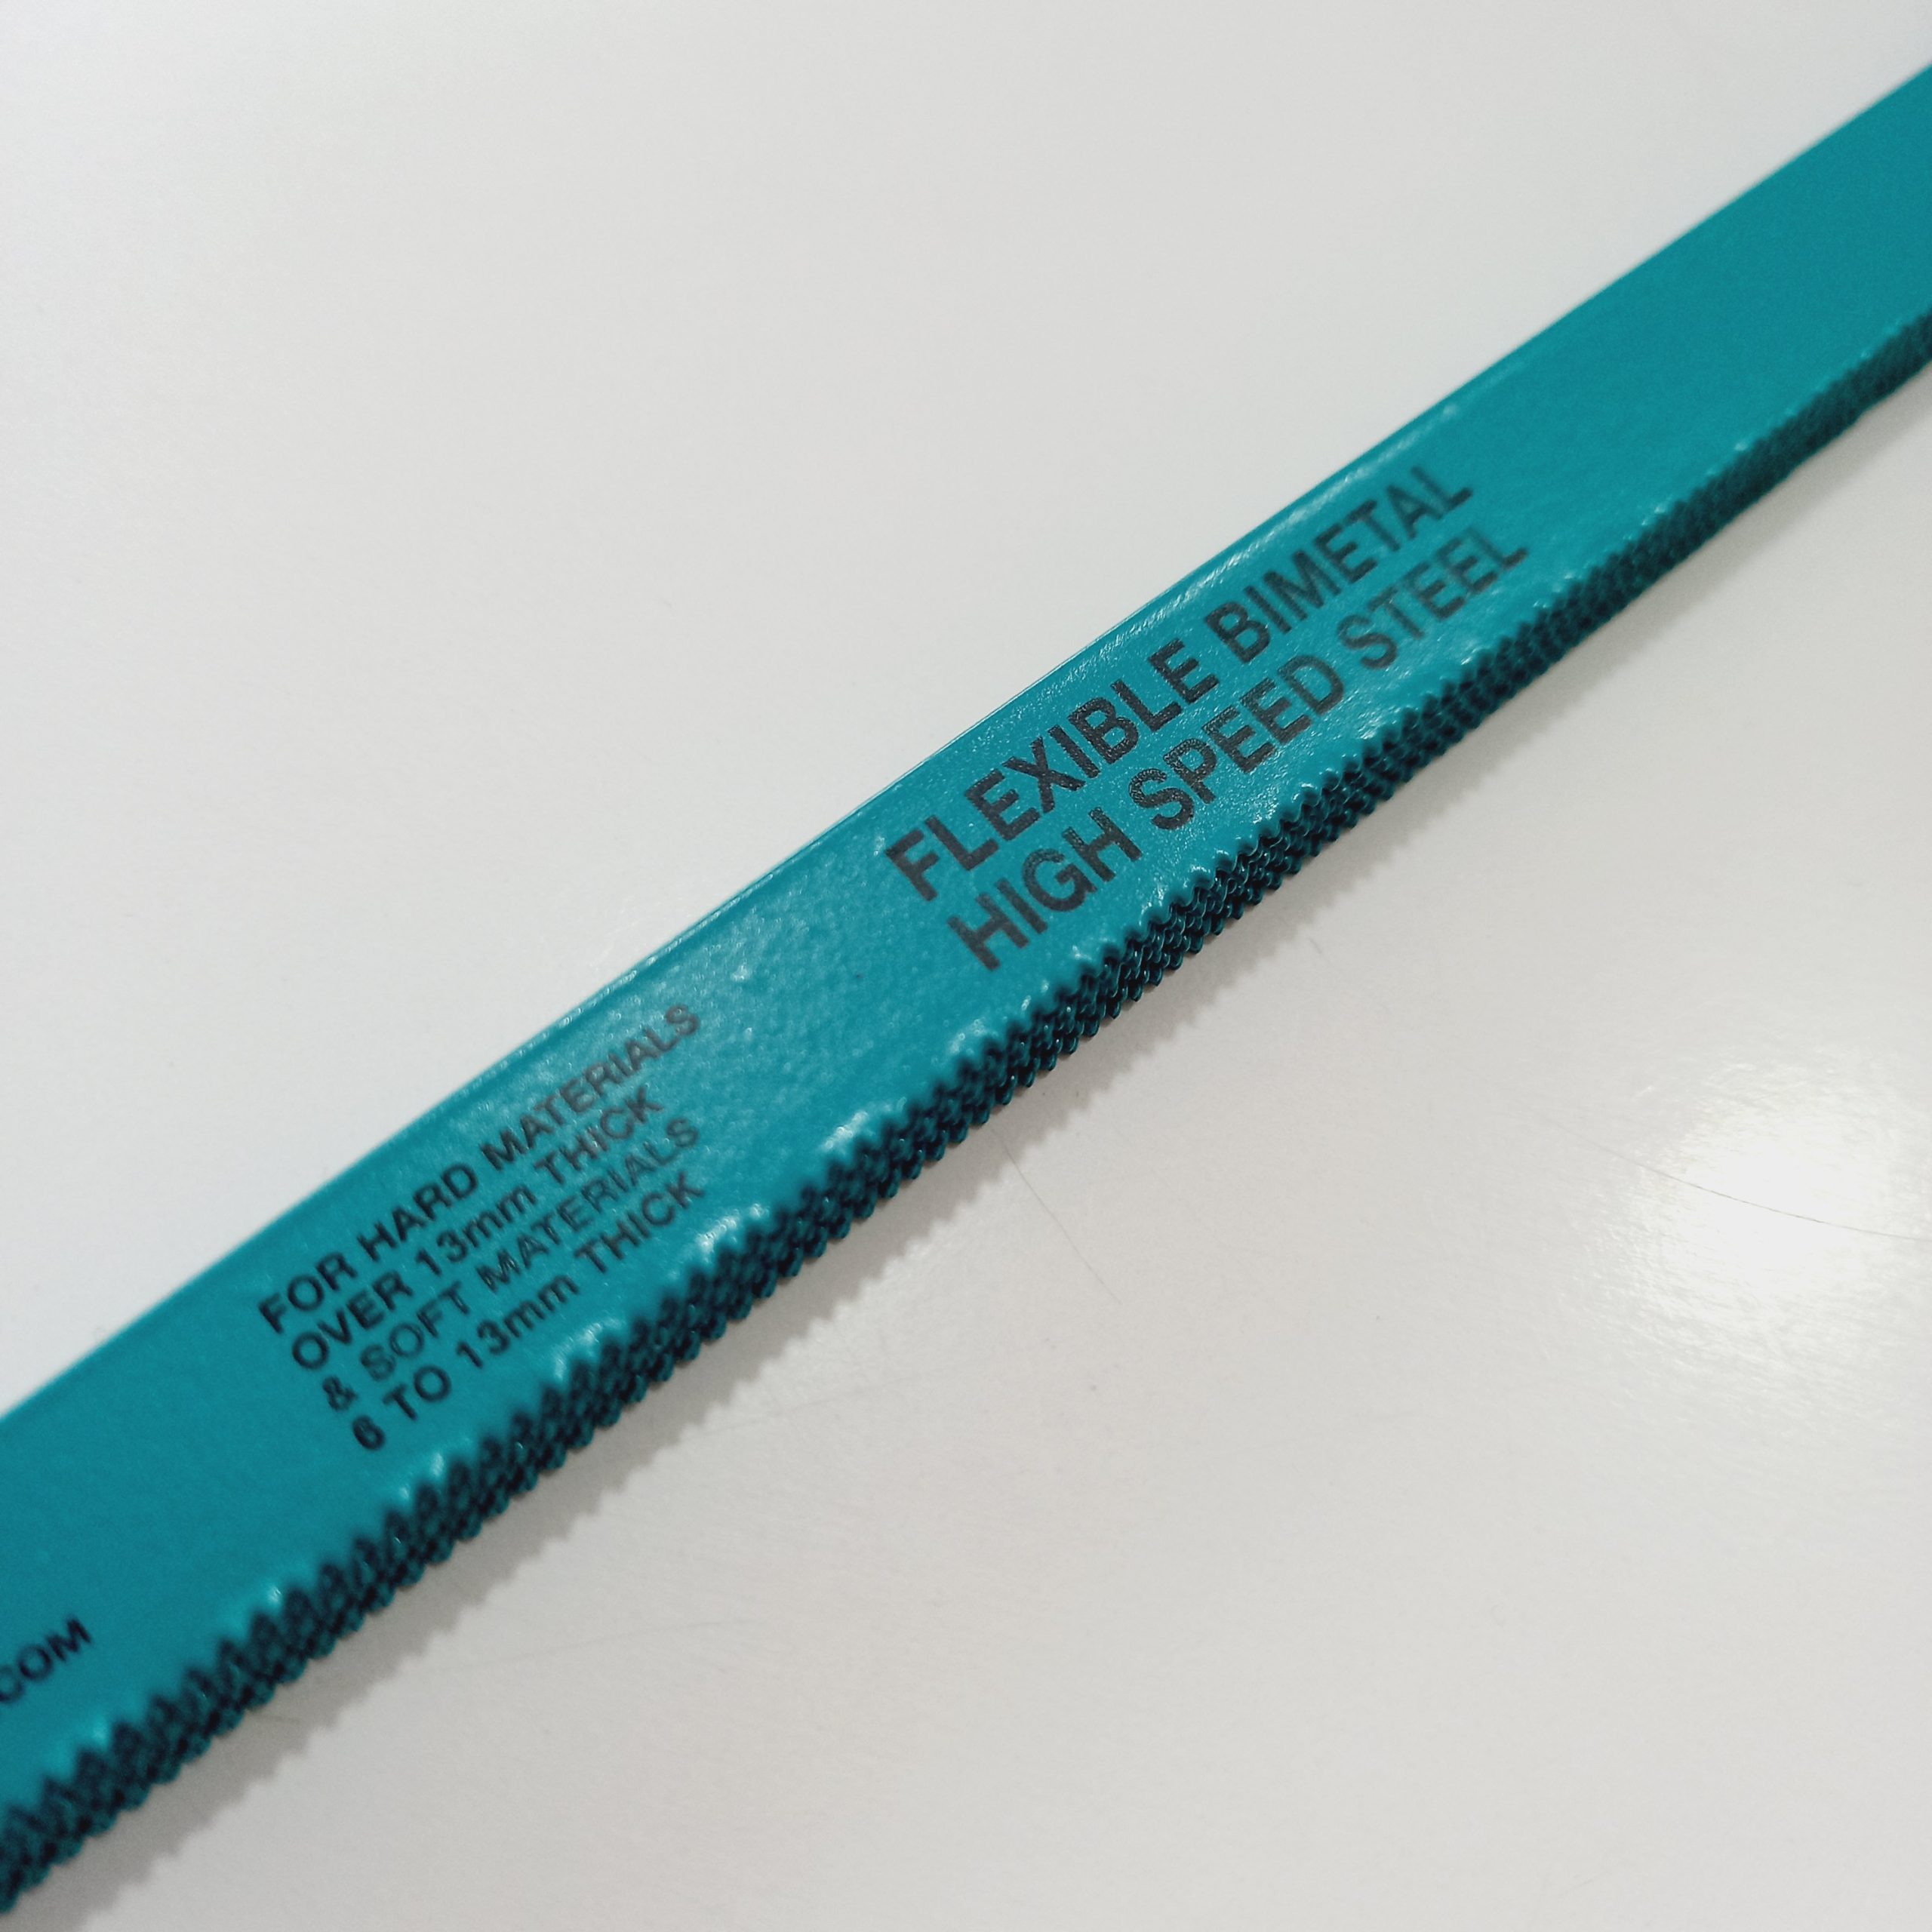 FLEXIBLE BIMETAL
HIGH SPEED STEEL
FOR HARD MATERIALS
OVER 13mm THICK
& SOFT MATERIALS
6 TO 13mm THICK
COM